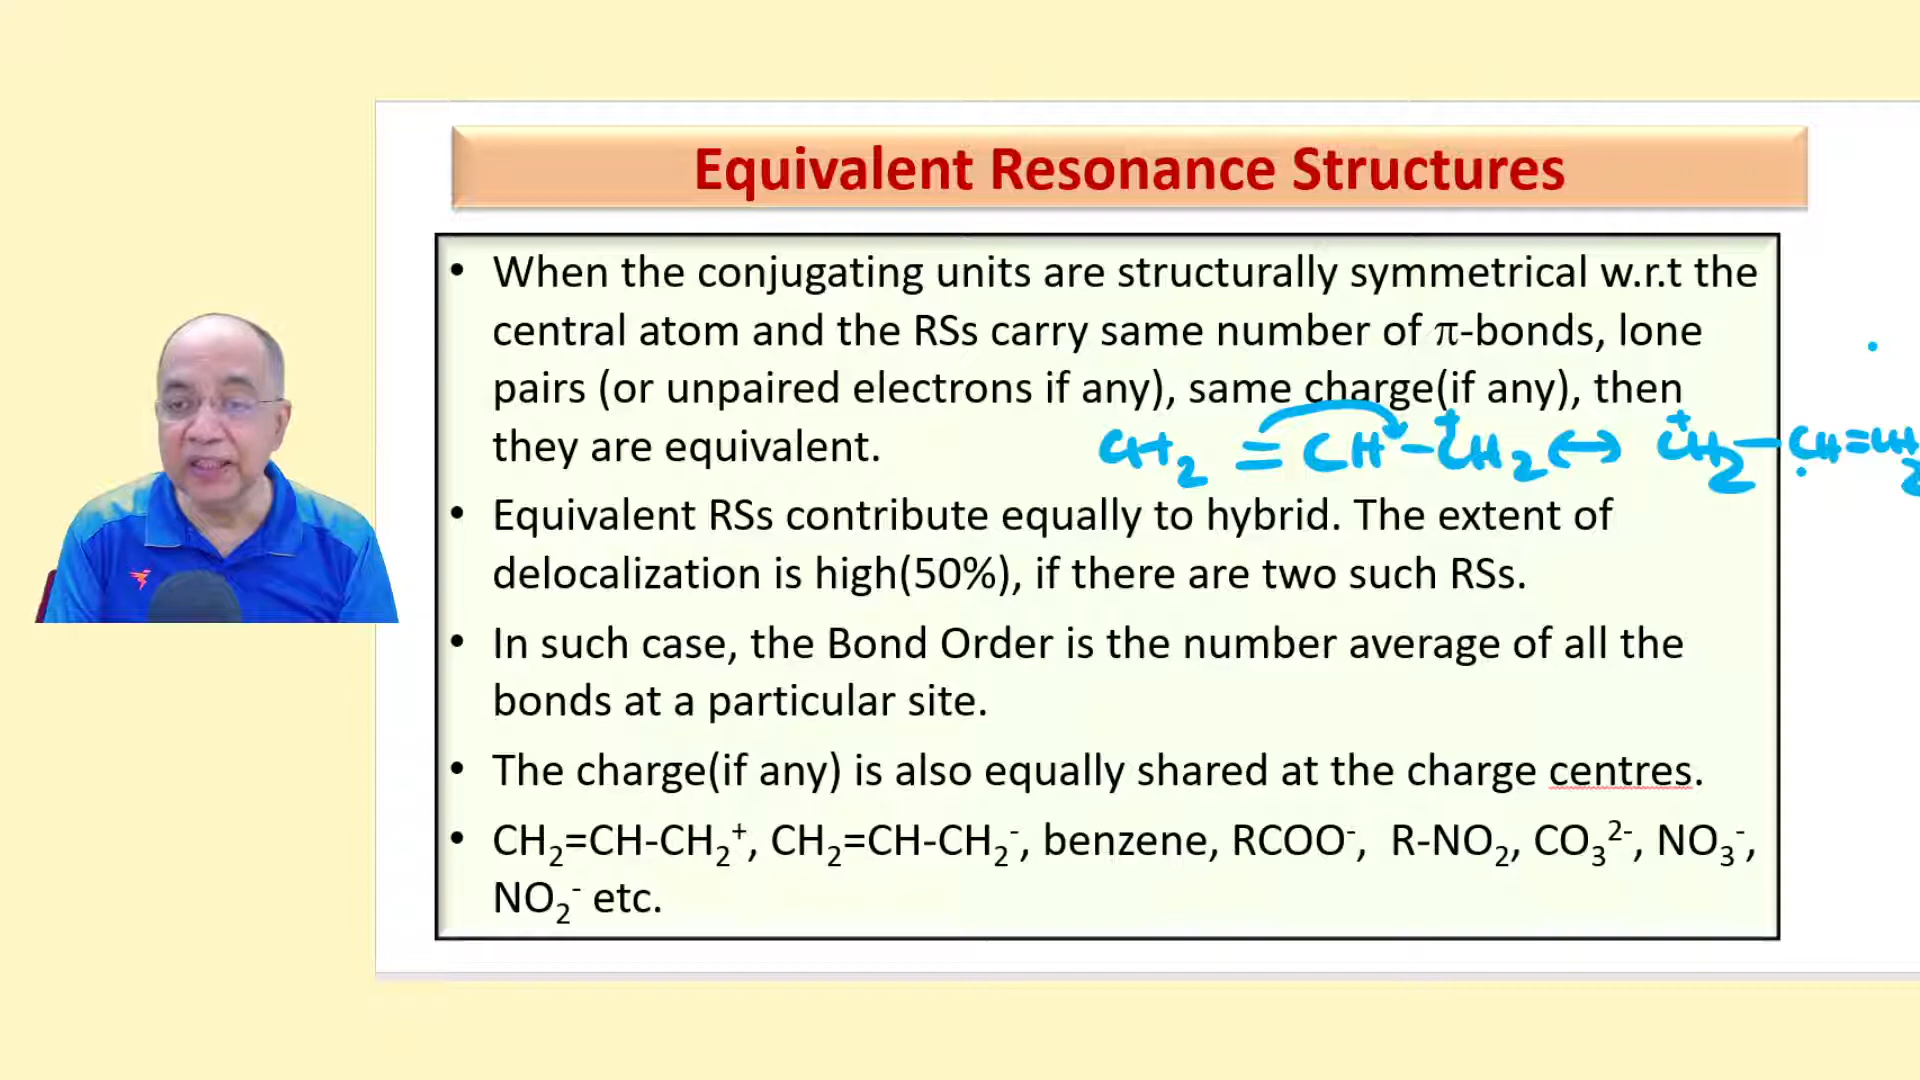 Equivalent Resonance Structures
• When the conjugating units are structurally symmetrical w.r.t the
central atom and the RSs carry same number of π-bonds, lone
pairs (or unpaired electrons if any), same charge(if any), then
they are equivalent.
CH₂ = CH - C⁺H₂ ↔ C⁺H₂ - CH=CH₂
• Equivalent RSs contribute equally to hybrid. The extent of
delocalization is high(50%), if there are two such RSs.
• In such case, the Bond Order is the number average of all the
bonds at a particular site.
• The charge(if any) is also equally shared at the charge centres.
• CH₂=CH-CH₂⁺, CH₂=CH-CH₂⁻, benzene, RCOO⁻, R-NO₂, CO₃²⁻, NO₃⁻,
NO₂⁻ etc.